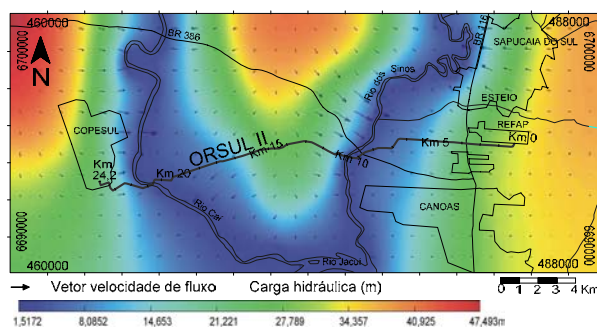 460000
488000
6700000
6700000
BR 386
BR 116
SAPUCAIA DO SUL
Rio dos Sinos
N
ESTEIO
COPESUL
REFAP
ORSUL II
Km 15
Km 5
Km 0
Km 10
Km 24.2
Km 20
CANOAS
Rio Caí
6690000
6690000
Rio Jacuí
460000
488000
Vetor velocidade de fluxo
Carga hidráulica (m)
0 1 2 3 4 Km
1,5172 8,0852 14,653 21,221 27,789 34,357 40,925 47,493m